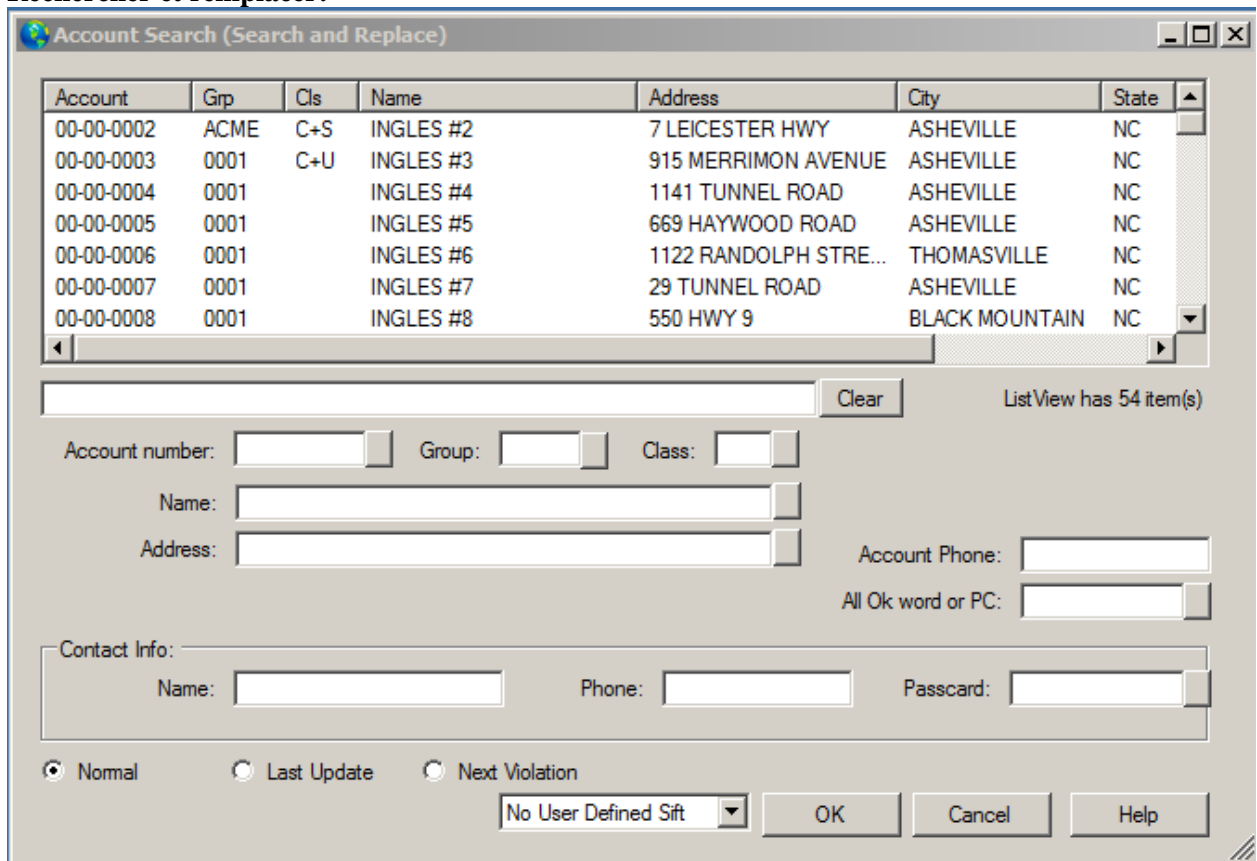 Rechercher et remplacer:
Account Search (Search and Replace)
Account Grp Cls Name Address City State
00-00-0002 ACME C+S INGLES #2 7 LEICESTER HWY ASHEVILLE NC
00-00-0003 0001 C+U INGLES #3 915 MERRIMON AVENUE ASHEVILLE NC
00-00-0004 0001 INGLES #4 1141 TUNNEL ROAD ASHEVILLE NC
00-00-0005 0001 INGLES #5 669 HAYWOOD ROAD ASHEVILLE NC
00-00-0006 0001 INGLES #6 1122 RANDOLPH STRE... THOMASVILLE NC
00-00-0007 0001 INGLES #7 29 TUNNEL ROAD ASHEVILLE NC
00-00-0008 0001 INGLES #8 550 HWY 9 BLACK MOUNTAIN NC
Clear ListView has 54 item(s)
Account number: Group: Class:
Name:
Address:
Account Phone:
All Ok word or PC:
Contact Info:
Name: Phone: Passcard:
Normal Last Update Next Violation
No User Defined Sift OK Cancel Help